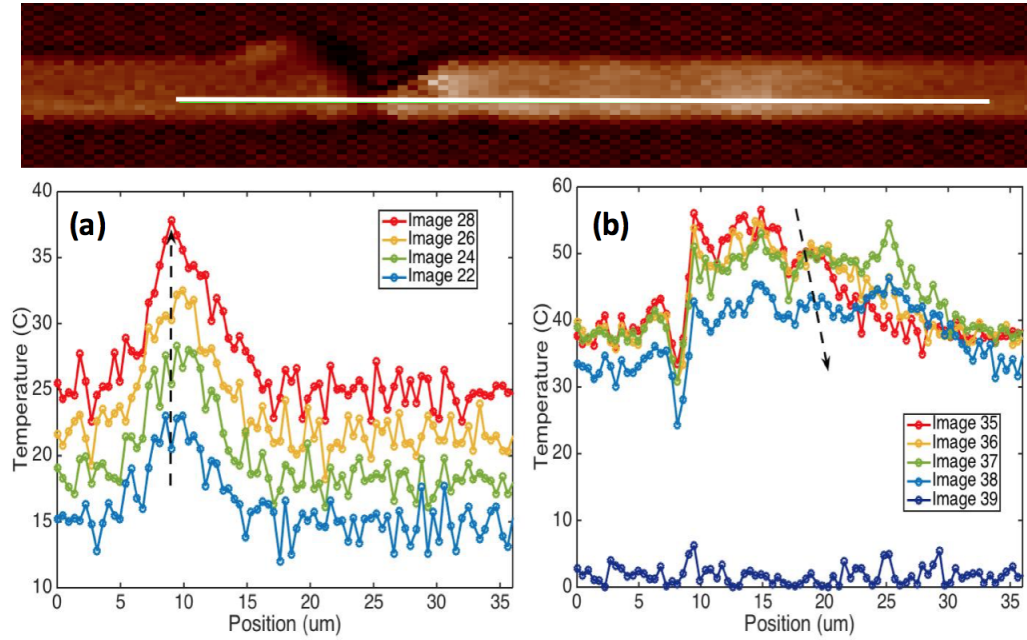 (a)
Image 28
Image 26
Image 24
Image 22
Temperature (C)
40
35
30
25
20
15
10
0 5 10 15 20 25 30 35
Position (um)
(b)
Image 35
Image 36
Image 37
Image 38
Image 39
Temperature (C)
60
50
40
30
20
10
0
0 5 10 15 20 25 30 35
Position (um)